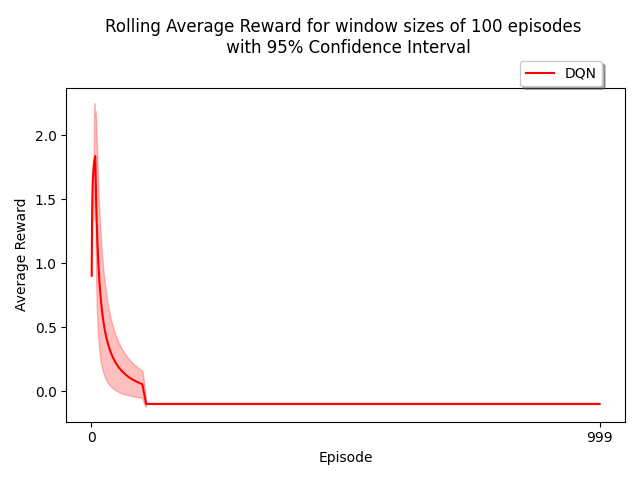 Rolling Average Reward for window sizes of 100 episodes
with 95% Confidence Interval
DQN
2.0
1.5
1.0
0.5
0.0
Average Reward
0
999
Episode